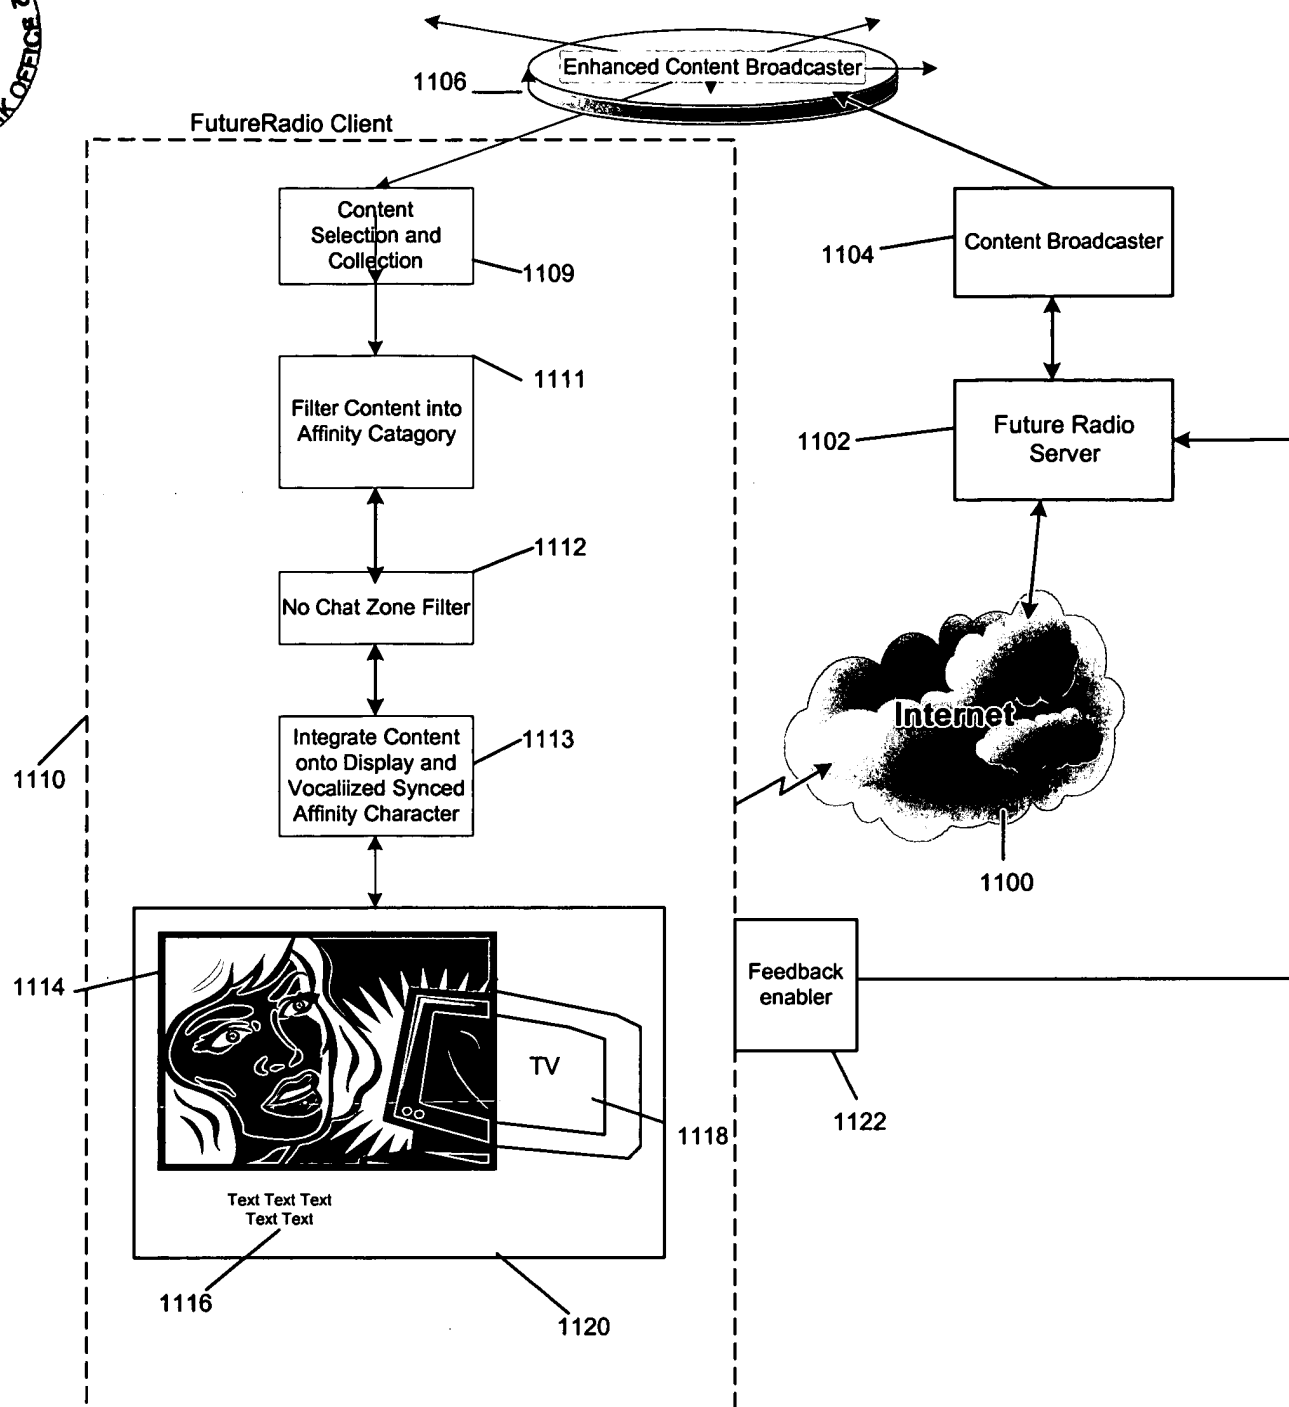 OFFICE
Enhanced Content Broadcaster
1106
FutureRadio Client
Content
Selection and
Collection
1109
Content Broadcaster
1104
1111
Filter Content into
Affinity Catagory
Future Radio
Server
1102
1112
No Chat Zone Filter
Internet
1113
Integrate Content
onto Display and
Vocaliized Synced
Affinity Character
1110
1100
1114
Feedback
enabler
TV
1118
1122
Text Text Text
Text Text
1116
1120